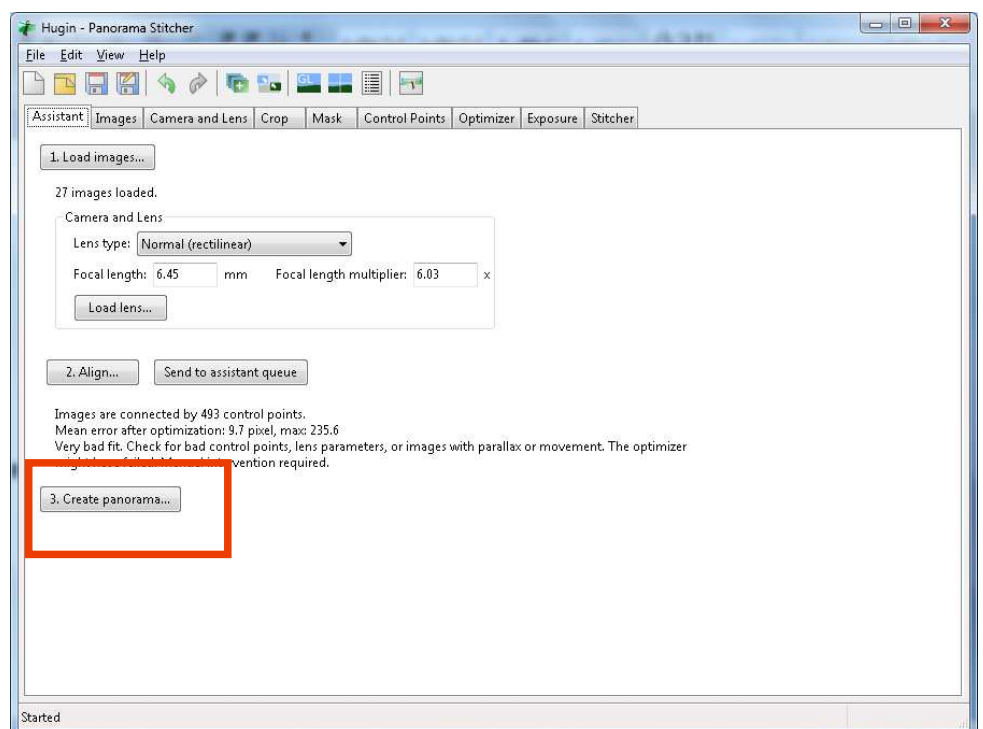 Hugin - Panorama Stitcher
File Edit View Help
GL
Assistant Images Camera and Lens Crop Mask Control Points Optimizer Exposure Stitcher
1. Load images...
27 images loaded.
Camera and Lens
Lens type: Normal (rectilinear)
Focal length: 6.45 mm Focal length multiplier: 6.03 x
Load lens...
2. Align... Send to assistant queue
Images are connected by 493 control points.
Mean error after optimization: 9.7 pixel, max: 235.6
Very bad fit. Check for bad control points, lens parameters, or images with parallax or movement. The optimizer
intervention required.
3. Create panorama...
Started